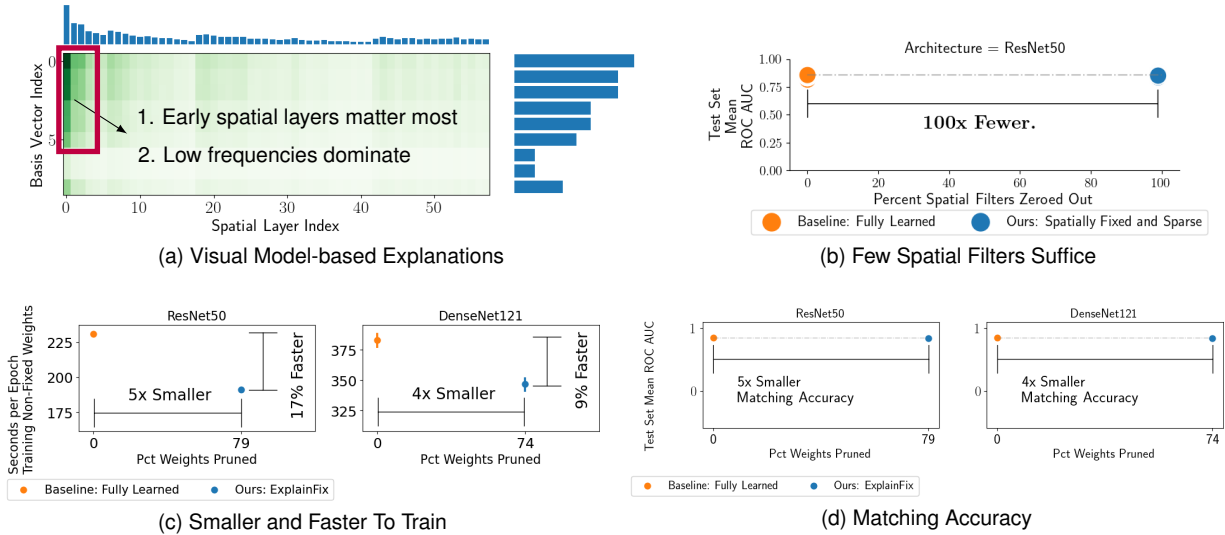 Basis Vector Index
0
5
1. Early spatial layers matter most
2. Low frequencies dominate
0 10 20 30 40 50
Spatial Layer Index
(a) Visual Model-based Explanations
Architecture = ResNet50
Test Set
Mean
ROC AUC
1.00
0.75
0.50
0.25
0.00
100x Fewer.
0 20 40 60 80 100
Percent Spatial Filters Zeroed Out
Baseline: Fully Learned Ours: Spatially Fixed and Sparse
(b) Few Spatial Filters Suffice
Seconds per Epoch
Training Non-Fixed Weights
ResNet50
225
200
175
5x Smaller
17% Faster
0 79
Pct Weights Pruned
DenseNet121
375
350
325
4x Smaller
9% Faster
0 74
Pct Weights Pruned
Baseline: Fully Learned Ours: ExplainFix
(c) Smaller and Faster To Train
Test Set Mean ROC AUC
ResNet50
1
0
5x Smaller
Matching Accuracy
0 79
Pct Weights Pruned
DenseNet121
1
0
4x Smaller
Matching Accuracy
0 74
Pct Weights Pruned
Baseline: Fully Learned Ours: ExplainFix
(d) Matching Accuracy